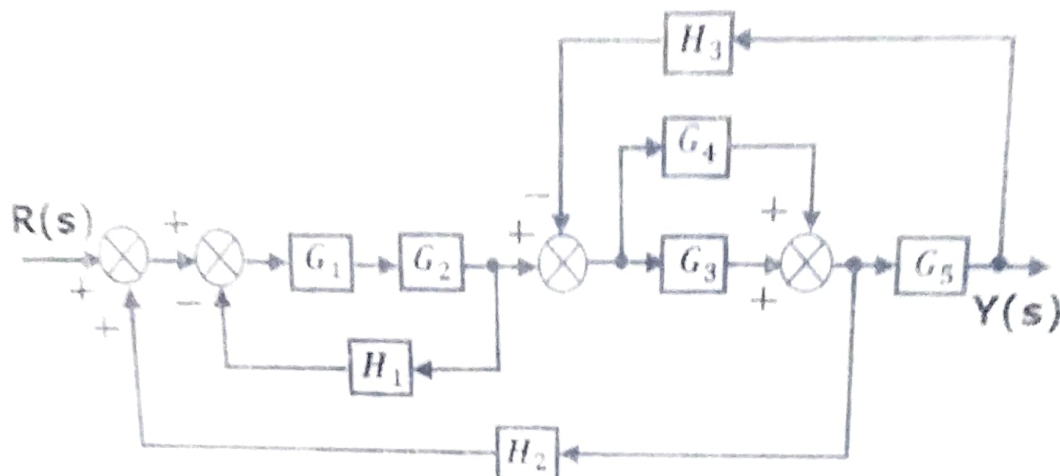 H₃
G₄
R(s)
+
+
+
−
G₁
G₂
−
+
G₃
+
+
G₅
Y(s)
+
H₁
H₂